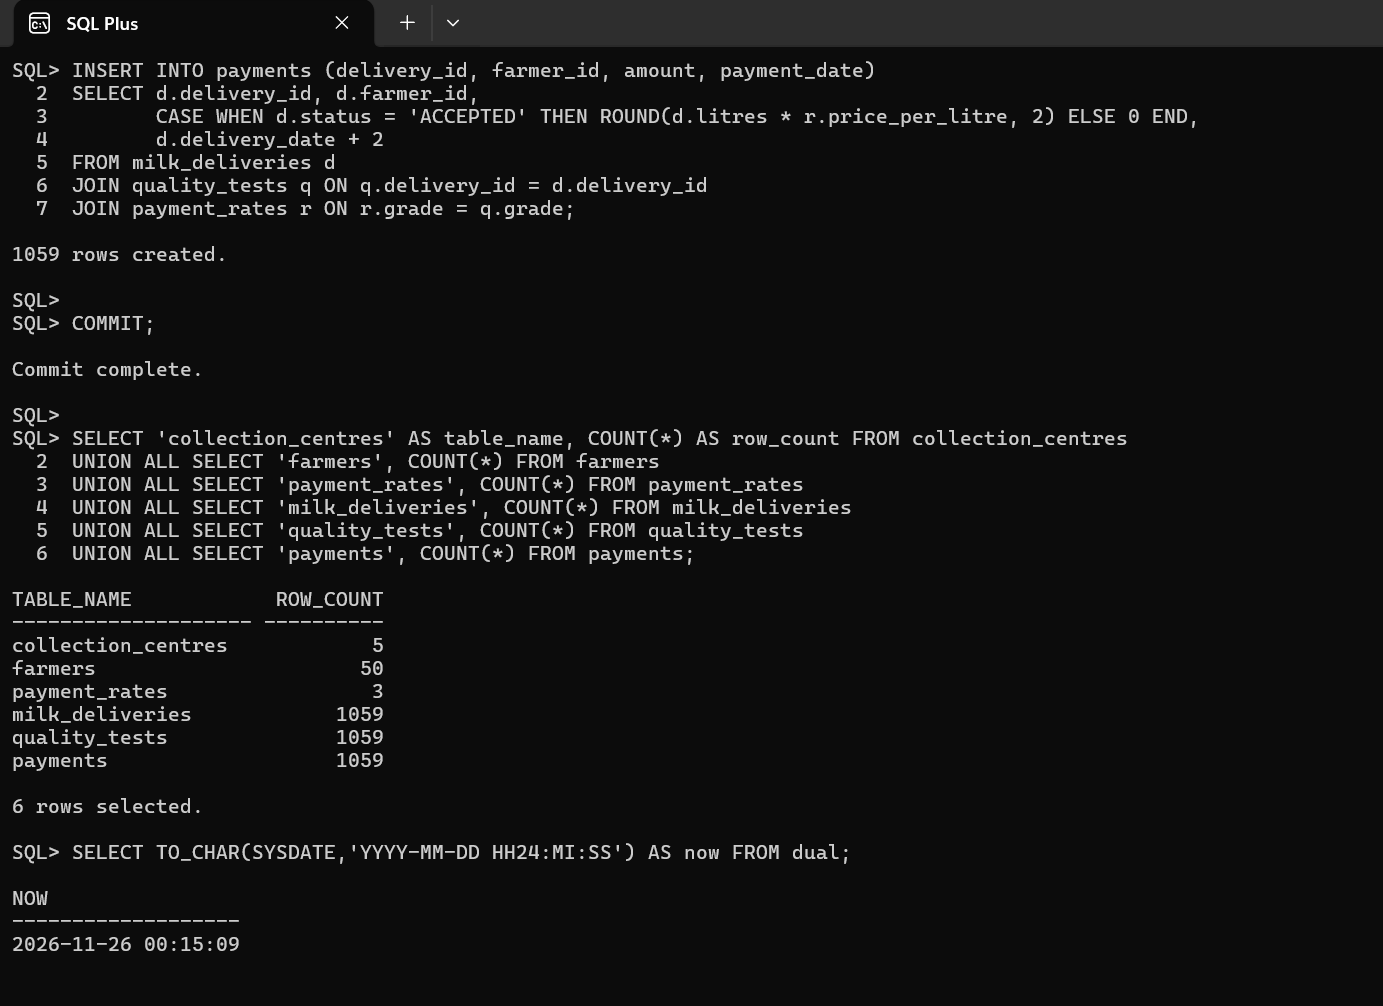 SQL Plus
SQL> INSERT INTO payments (delivery_id, farmer_id, amount, payment_date)
  2  SELECT d.delivery_id, d.farmer_id,
  3         CASE WHEN d.status = 'ACCEPTED' THEN ROUND(d.litres * r.price_per_litre, 2) ELSE 0 END,
  4         d.delivery_date + 2
  5  FROM milk_deliveries d
  6  JOIN quality_tests q ON q.delivery_id = d.delivery_id
  7  JOIN payment_rates r ON r.grade = q.grade;
1059 rows created.
SQL>
SQL> COMMIT;
Commit complete.
SQL>
SQL> SELECT 'collection_centres' AS table_name, COUNT(*) AS row_count FROM collection_centres
  2  UNION ALL SELECT 'farmers', COUNT(*) FROM farmers
  3  UNION ALL SELECT 'payment_rates', COUNT(*) FROM payment_rates
  4  UNION ALL SELECT 'milk_deliveries', COUNT(*) FROM milk_deliveries
  5  UNION ALL SELECT 'quality_tests', COUNT(*) FROM quality_tests
  6  UNION ALL SELECT 'payments', COUNT(*) FROM payments;
TABLE_NAME            ROW_COUNT
-------------------- ----------
collection_centres            5
farmers                      50
payment_rates                 3
milk_deliveries            1059
quality_tests              1059
payments                   1059
6 rows selected.
SQL> SELECT TO_CHAR(SYSDATE,'YYYY-MM-DD HH24:MI:SS') AS now FROM dual;
NOW
-------------------
2026-11-26 00:15:09